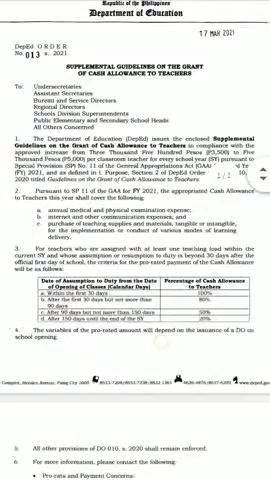 Republic of the Philippines
Department of Education
17 MAR 2021
DepEd O R D E R
No. 013 s. 2021
SUPPLEMENTAL GUIDELINES ON THE GRANT
OF CASH ALLOWANCE TO TEACHERS
To: Undersecretaries
Assistant Secretaries
Bureau and Service Directors
Regional Directors
Schools Division Superintendents
Public Elementary and Secondary School Heads
All Others Concerned
1. The Department of Education (DepEd) issues the enclosed Supplemental
Guidelines on the Grant of Cash Allowance to Teachers in compliance with the
approved increase from Three Thousand Five Hundred Pesos (P3,500) to Five
Thousand Pesos (P5,000) per classroom teacher for every school year (SY) pursuant to
Special Provision (SP) No. 11 of the General Appropriations Act (GAA)
(FY) 2021, and as defined in 1. Purpose, Section 2 of DepEd Order 10,
1 / 2
2020 titled Guidelines on the Grant of Cash Allowance to Teachers.
2. Pursuant to SP 11 of the GAA for FY 2021, the appropriated Cash Allowance
to Teachers this year shall cover the following:
a. annual medical and physical examination expense;
b. internet and other communication expenses; and
c. purchase of teaching supplies and materials, tangible or intangible,
for the implementation or conduct of various modes of learning
delivery.
3. For teachers who are assigned with at least one teaching load within the
current SY and whose assumption or resumption to duty is beyond 30 days after the
official first day of school, the criteria for the pro-rated payment of the Cash Allowance
will be as follows:
Date of Assumption to Duty from the Date of Opening of Classes (Calendar Days) Percentage of Cash Allowance to Teachers
a. Within the first 30 days 100%
b. After the first 30 days but not more than 90 days 80%
c. After 90 days but not more than 150 days 50%
d. After 150 days until the end of the SY 20%
4. The variables of the pro-rated amount will depend on the issuance of a DO on
school opening.
Complex, Meralco Avenue, Pasig City 1600
5. All other provisions of DO 010, s. 2020 shall remain enforced.
6. For more information, please contact the following:
• Pro-rata and Payment Concerns: